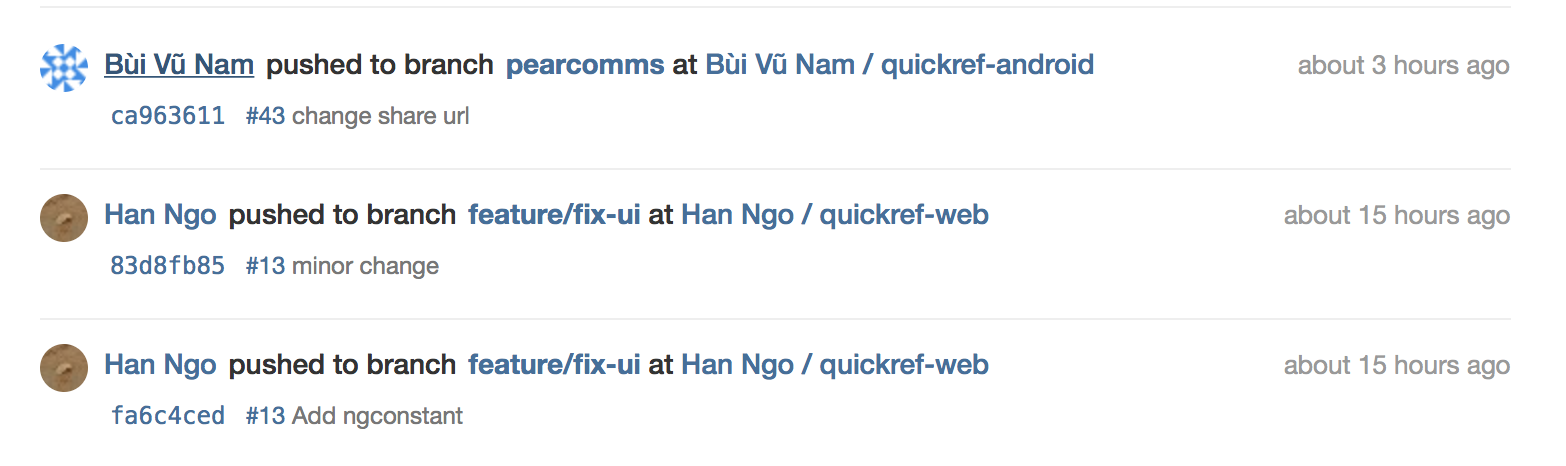 Bùi Vũ Nam pushed to branch pearcomms at Bùi Vũ Nam / quickref-android about 3 hours ago
ca963611 #43 change share url
Han Ngo pushed to branch feature/fix-ui at Han Ngo / quickref-web about 15 hours ago
83d8fb85 #13 minor change
Han Ngo pushed to branch feature/fix-ui at Han Ngo / quickref-web about 15 hours ago
fa6c4ced #13 Add ngconstant